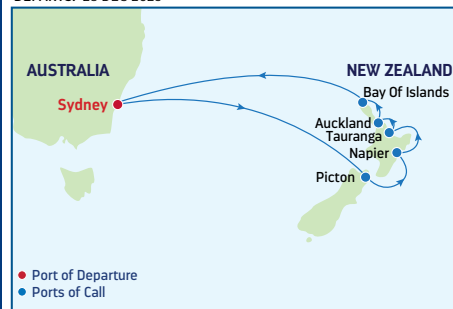 AUSTRALIA
NEW ZEALAND
Bay Of Islands
Sydney
Auckland
Tauranga
Napier
Picton
Port of Departure
Ports of Call